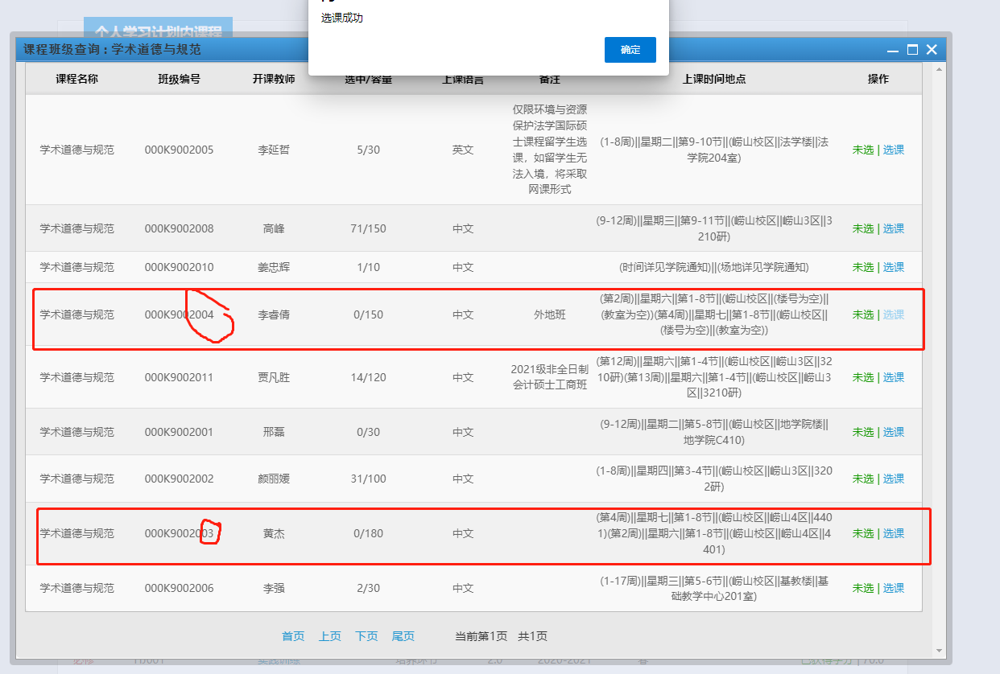 选课成功
确定
个人学习计划内课程
课程班级查询：学术道德与规范
课程名称 班级编号 开课教师 选中/容量 上课语言 备注 上课时间地点 操作
学术道德与规范 000K9002005 李延哲 5/30 英文
仅限环境与资源
保护法学国际硕
士课程留学生选
课，如留学生无
法入境，将采取
网课形式
(1-8周)||星期二||第9-10节||(崂山校区||法学楼||法
学院204室)
未选 | 选课
学术道德与规范 000K9002008 高峰 71/150 中文
(9-12周)||星期三||第9-11节||(崂山校区||崂山3区||3
210研)
未选 | 选课
学术道德与规范 000K9002010 姜忠辉 1/10 中文 (时间详见学院通知)||(场地详见学院通知) 未选 | 选课
学术道德与规范 000K9002004 李睿倩 0/150 中文 外地班
(第2周)||星期六||第1-8节||(崂山校区||(楼号为空)||
(教室为空))(第4周)||星期七||第1-8节||(崂山校区||
(楼号为空)||(教室为空))
未选 | 选课
学术道德与规范 000K9002011 贾凡胜 14/120 中文
2021级非全日制
会计硕士工商班
(第12周)||星期六||第1-4节||(崂山校区||崂山3区||32
10研)(第13周)||星期六||第1-4节||(崂山校区||崂山3
区||3210研)
未选 | 选课
学术道德与规范 000K9002001 邢磊 0/30 中文
(9-12周)||星期二||第5-8节||(崂山校区||地学院楼||
地学院C410)
未选 | 选课
学术道德与规范 000K9002002 颜丽媛 31/100 中文
(1-8周)||星期四||第3-4节||(崂山校区||崂山3区||320
2研)
未选 | 选课
学术道德与规范 000K9002003 黄杰 0/180 中文
(第4周)||星期七||第1-8节||(崂山校区||崂山4区||440
1)(第2周)||星期六||第1-8节||(崂山校区||崂山4区||4
401)
未选 | 选课
学术道德与规范 000K9002006 李强 2/30 中文
(1-17周)||星期三||第5-6节||(崂山校区||基教楼||基
础教学中心201室)
未选 | 选课
首页 上页 下页 尾页 当前第1页 共1页
必修 实践训练 培养环节 2.0 2020-2021 春 已获得学分 | 70.0